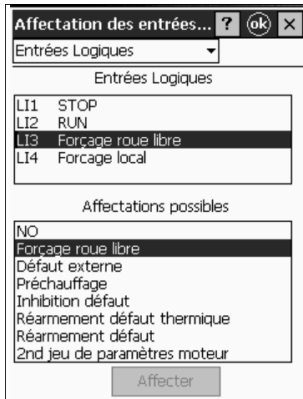 Affectation des entrées... ? ok ×
Entrées Logiques
Entrées Logiques
LI1 STOP
LI2 RUN
LI3 Forçage roue libre
LI4 Forcage local
Affectations possibles
NO
Forçage roue libre
Défaut externe
Préchauffage
Inhibition défaut
Réarmement défaut thermique
Réarmement défaut
2nd jeu de paramètres moteur
Affecter